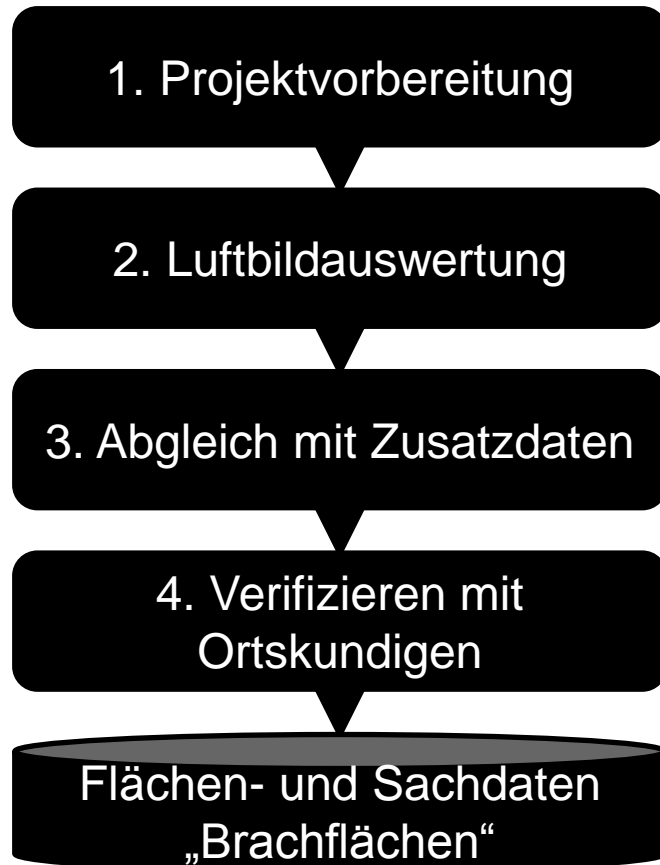 1. Projektvorbereitung
2. Luftbildauswertung
3. Abgleich mit Zusatzdaten
4. Verifizieren mit
Ortskundigen
Flächen- und Sachdaten
„Brachflächen“